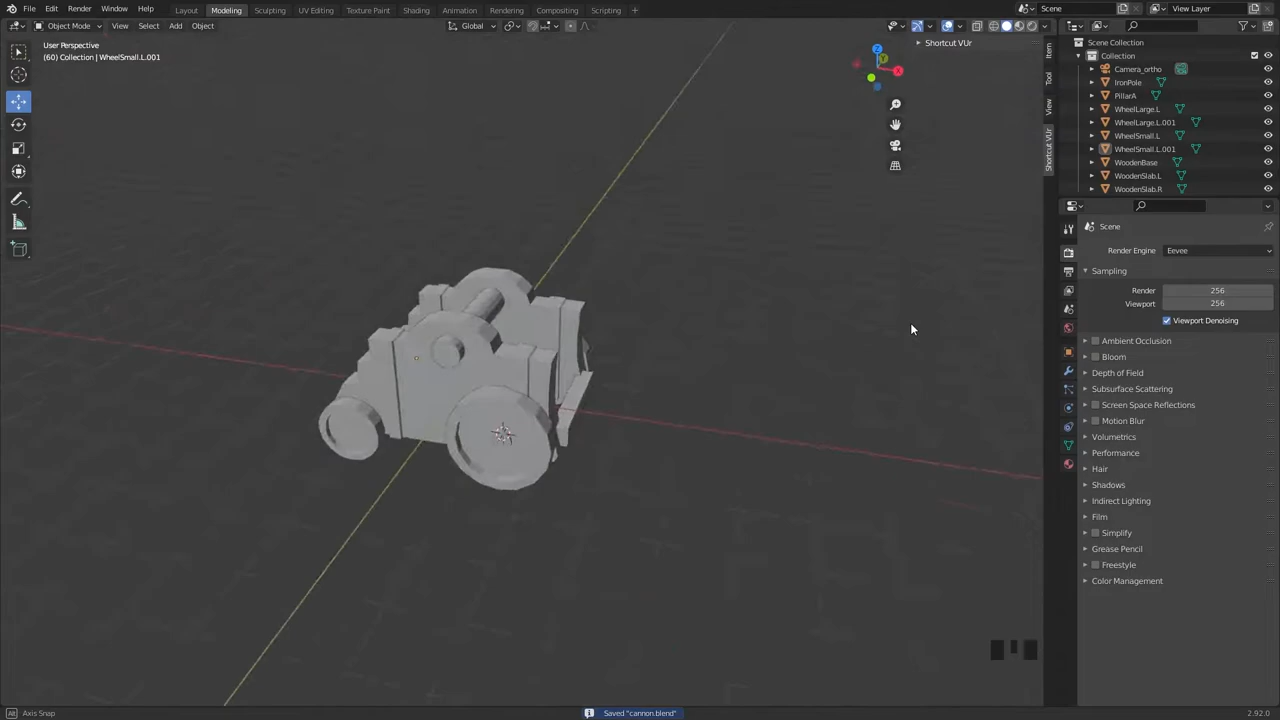 File Edit Render Window Help Layout Modeling Sculpting UV Editing Texture Paint Shading Animation Rendering Compositing Scripting + Scene View Layer
Object Mode View Select Add Object Global
User Perspective
(60) Collection | WheelSmall.L.001
Shortcut VUr
Z
Y
X
Item
Tool
View
Shortcut VUr
Scene Collection
Collection
Camera_ortho
IronPole
PillarA
WheelLarge.L
WheelLarge.L.001
WheelSmall.L
WheelSmall.L.001
WoodenBase
WoodenSlab.L
WoodenSlab.R
Scene
Render Engine Eevee
Sampling
Render 256
Viewport 256
Viewport Denoising
Ambient Occlusion
Bloom
Depth of Field
Subsurface Scattering
Screen Space Reflections
Motion Blur
Volumetrics
Performance
Hair
Shadows
Indirect Lighting
Film
Simplify
Grease Pencil
Freestyle
Color Management
Axis Snap Saved "cannon.blend" 2.92.0